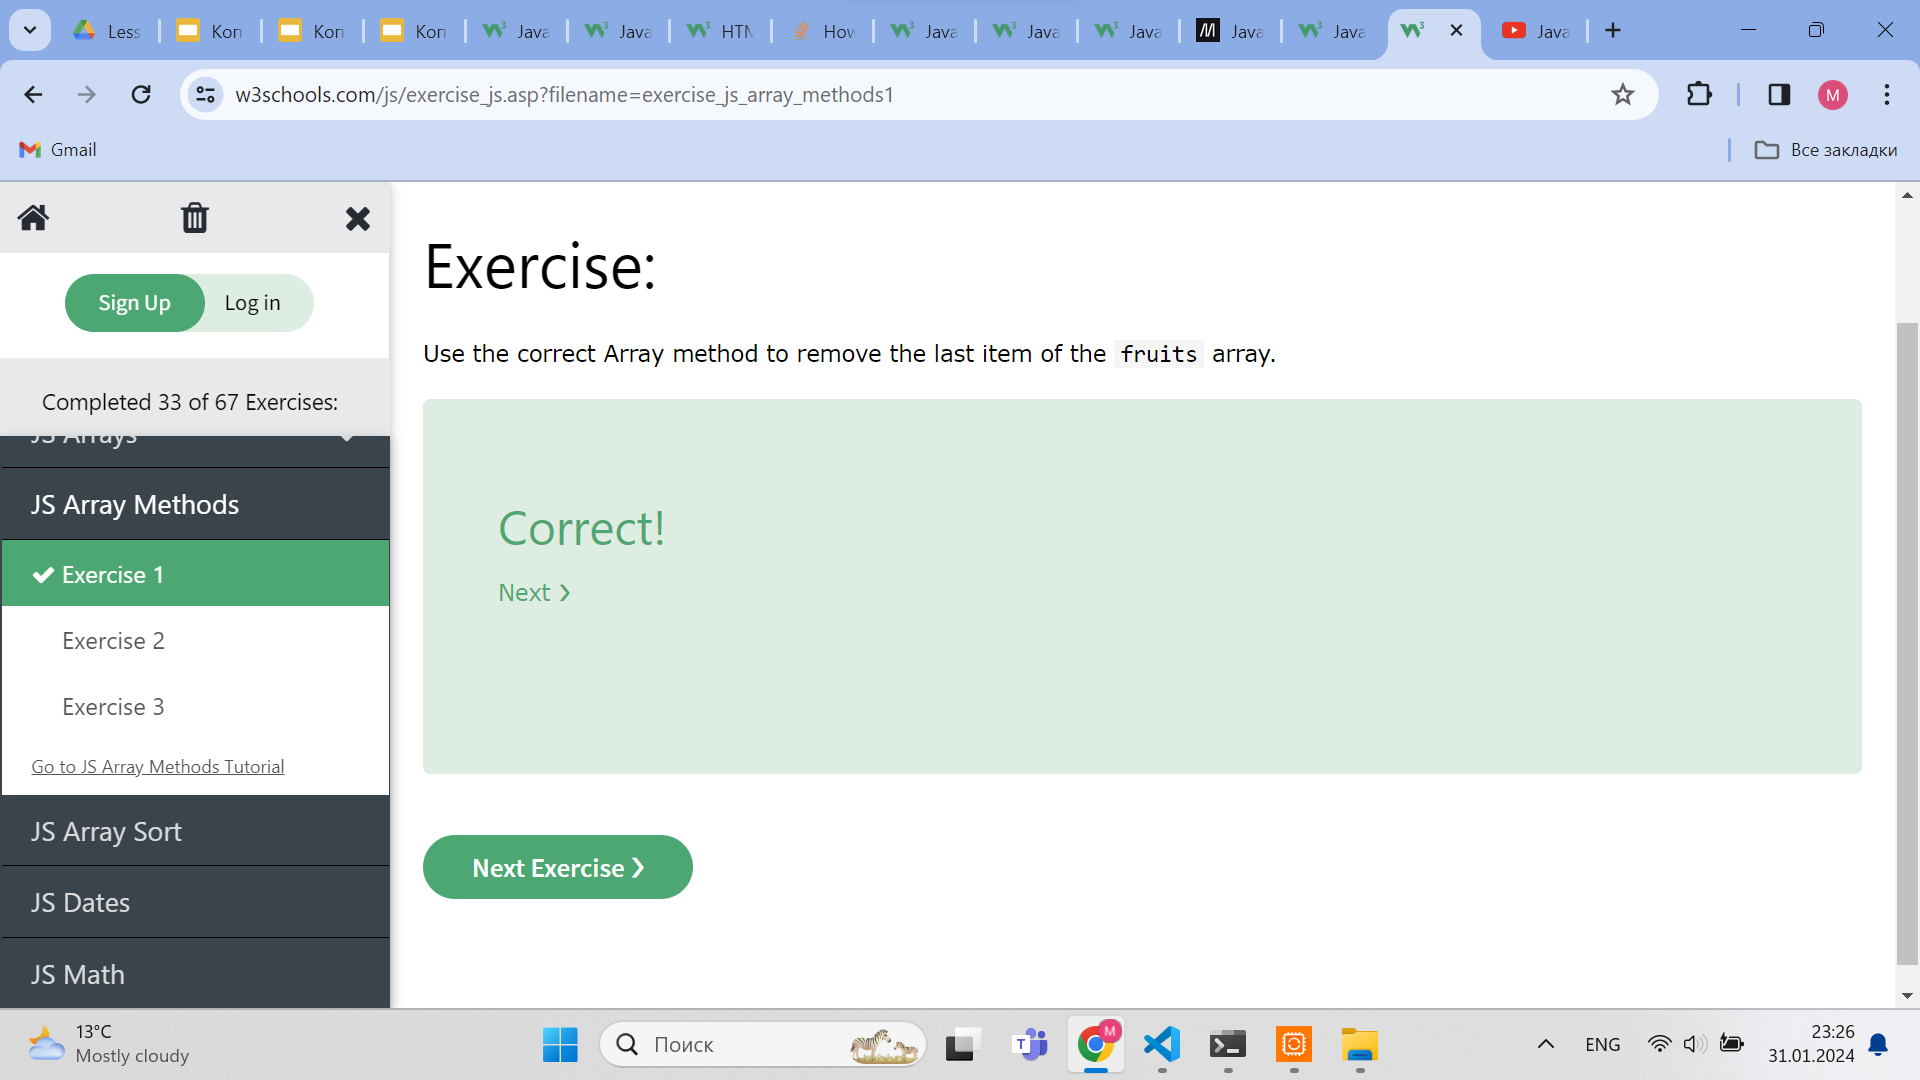 Less
Kon
Kon
Kon
Java
Java
HTM
How
Java
Java
Java
Java
Java
Java
w3schools.com/js/exercise_js.asp?filename=exercise_js_array_methods1
M
Gmail
Все закладки
Sign Up
Log in
Completed 33 of 67 Exercises:
JS Arrays
JS Array Methods
Exercise 1
Exercise 2
Exercise 3
Go to JS Array Methods Tutorial
JS Array Sort
JS Dates
JS Math
Exercise:
Use the correct Array method to remove the last item of the fruits array.
Correct!
Next ❯
Next Exercise ❯
13°C
Mostly cloudy
Поиск
M
ENG
23:26
31.01.2024